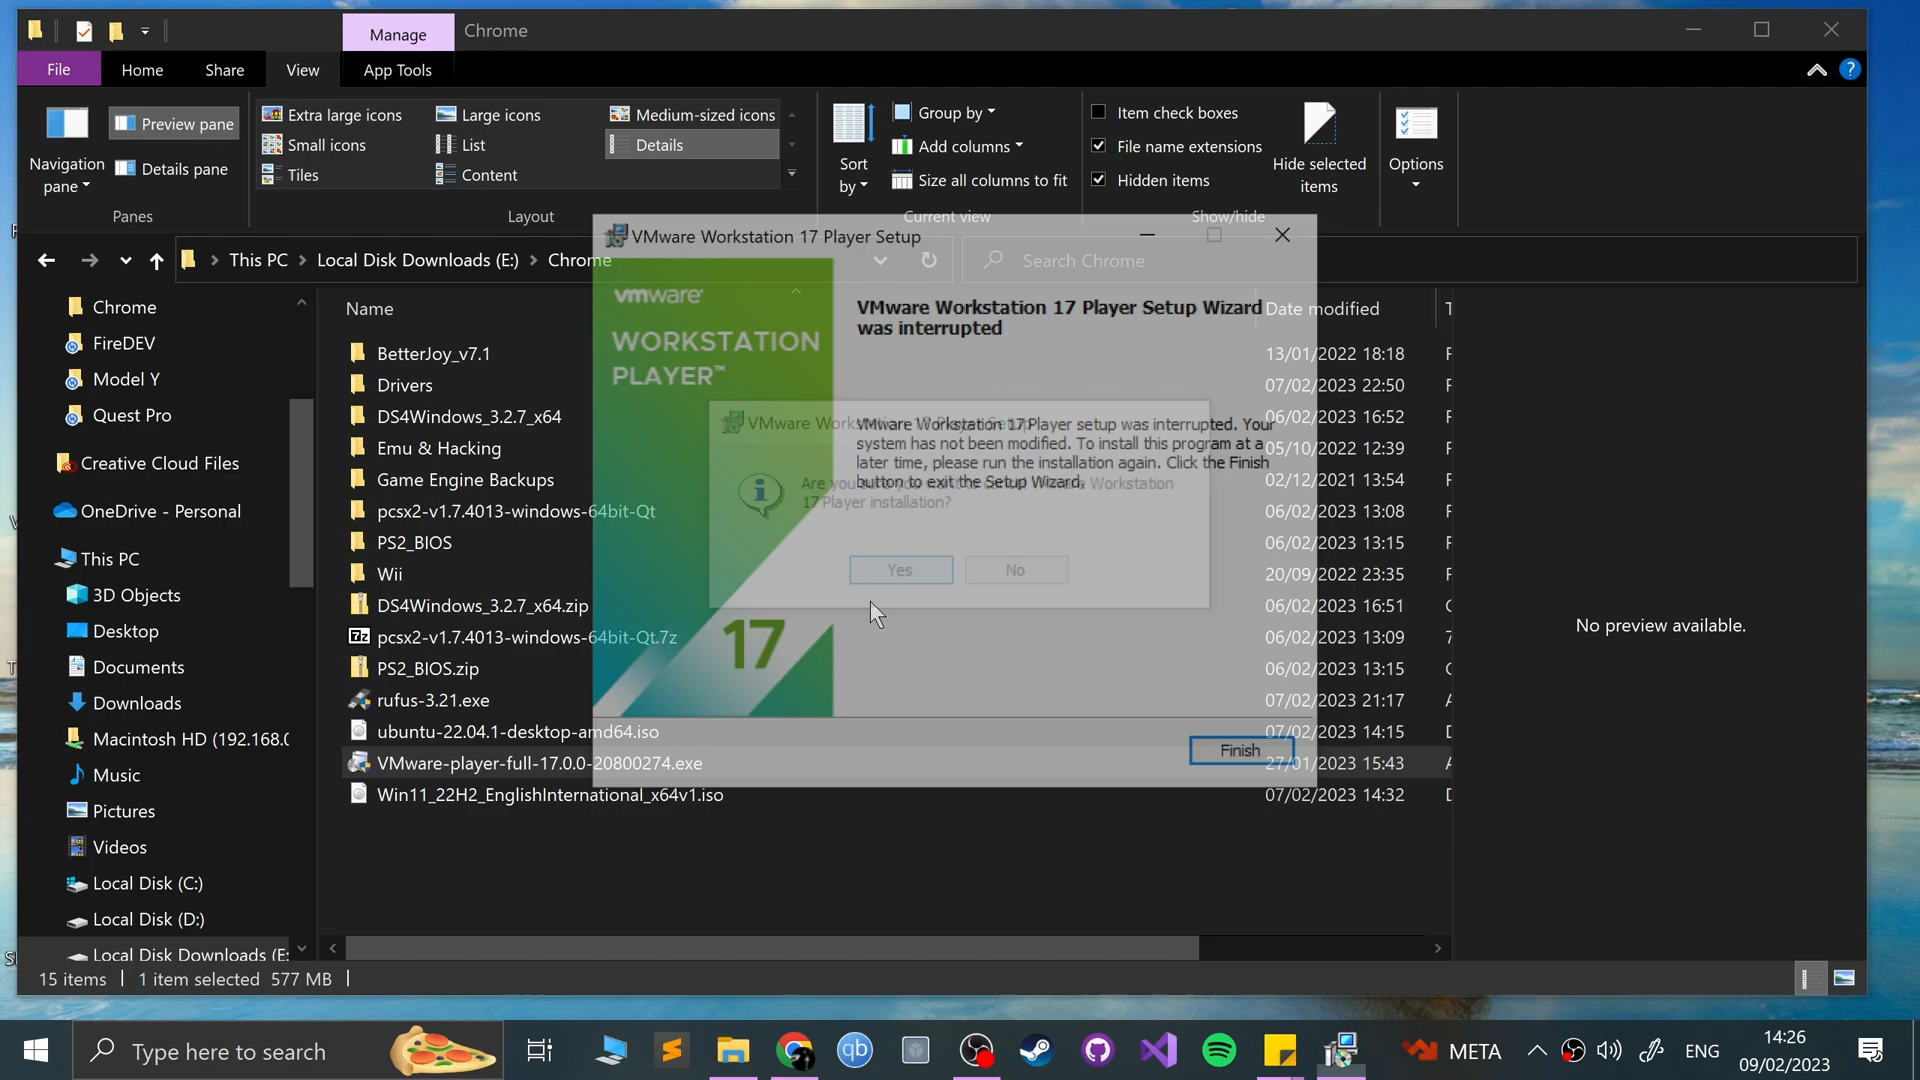 Manage
Chrome
File
Home
Share
View
App Tools
Navigation
pane
Preview pane
Details pane
Panes
Extra large icons
Large icons
Medium-sized icons
Small icons
List
Details
Tiles
Content
Layout
Sort
by
Group by
Add columns
Size all columns to fit
Current view
Item check boxes
File name extensions
Hidden items
Hide selected
items
Show/hide
Options
This PC
Local Disk Downloads (E:)
Chrome
Search Chrome
VMware Workstation 17 Player Setup
vmware
WORKSTATION
PLAYER™
17
VMware Workstation 17 Player Setup Wizard
was interrupted
VMware Workstation 17 Player setup was interrupted. Your
system has not been modified. To install this program at a
later time, please run the installation again. Click the Finish
button to exit the Setup Wizard.
Yes
No
Finish
Chrome
FireDEV
Model Y
Quest Pro
Creative Cloud Files
OneDrive - Personal
This PC
3D Objects
Desktop
Documents
Downloads
Macintosh HD (192.168.0
Music
Pictures
Videos
Local Disk (C:)
Local Disk (D:)
Local Disk Downloads (E:
Name
Date modified
BetterJoy_v7.1
13/01/2022 18:18
Drivers
07/02/2023 22:50
DS4Windows_3.2.7_x64
06/02/2023 16:52
Emu & Hacking
05/10/2022 12:39
Game Engine Backups
02/12/2021 13:54
pcsx2-v1.7.4013-windows-64bit-Qt
06/02/2023 13:08
PS2_BIOS
06/02/2023 13:15
Wii
20/09/2022 23:35
DS4Windows_3.2.7_x64.zip
06/02/2023 16:51
pcsx2-v1.7.4013-windows-64bit-Qt.7z
06/02/2023 13:09
PS2_BIOS.zip
06/02/2023 13:15
rufus-3.21.exe
07/02/2023 21:17
ubuntu-22.04.1-desktop-amd64.iso
07/02/2023 14:15
VMware-player-full-17.0.0-20800274.exe
27/01/2023 15:43
Win11_22H2_EnglishInternational_x64v1.iso
07/02/2023 14:32
No preview available.
15 items
1 item selected 577 MB
Type here to search
META
ENG
14:26
09/02/2023